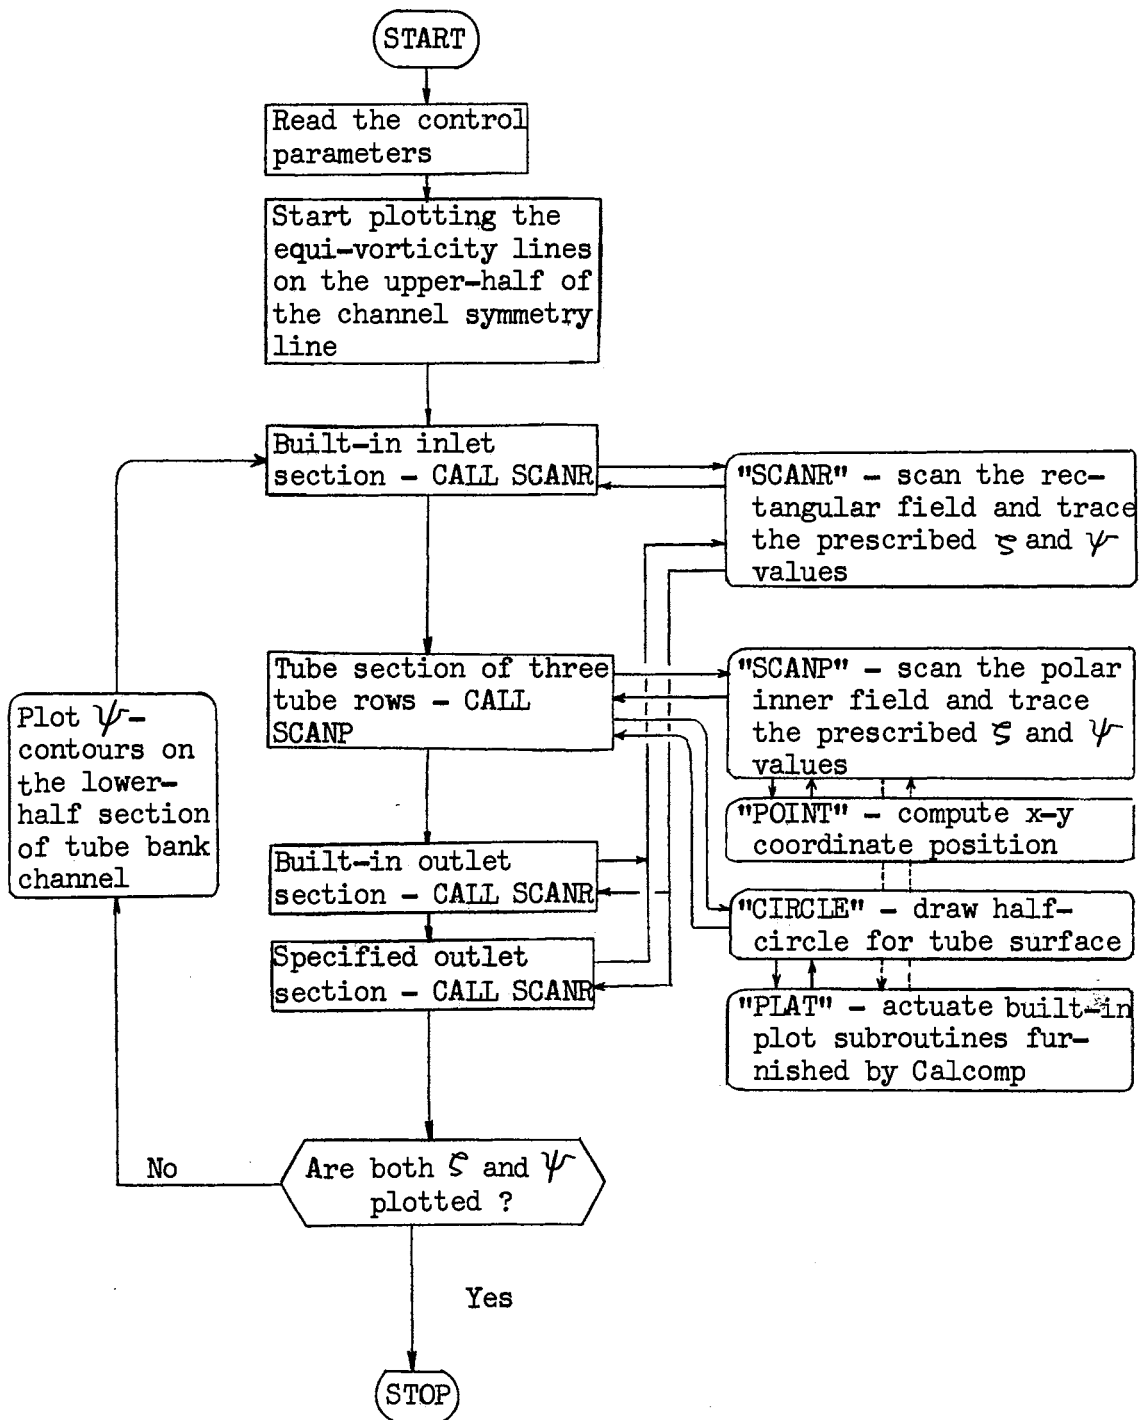 START
Read the control
parameters
Start plotting the
equi-vorticity lines
on the upper-half of
the channel symmetry
line
Built-in inlet
section - CALL SCANR
"SCANR" - scan the rec-
tangular field and trace
the prescribed ζ and ψ
values
Tube section of three
tube rows - CALL
SCANP
"SCANP" - scan the polar
inner field and trace
the prescribed ζ and ψ
values
Plot ψ-
contours on
the lower-
half section
of tube bank
channel
"POINT" - compute x-y
coordinate position
Built-in outlet
section - CALL SCANR
"CIRCLE" - draw half-
circle for tube surface
Specified outlet
section - CALL SCANR
"PLAT" - actuate built-in
plot subroutines fur-
nished by Calcomp
Are both ζ and ψ
plotted ?
No
Yes
STOP